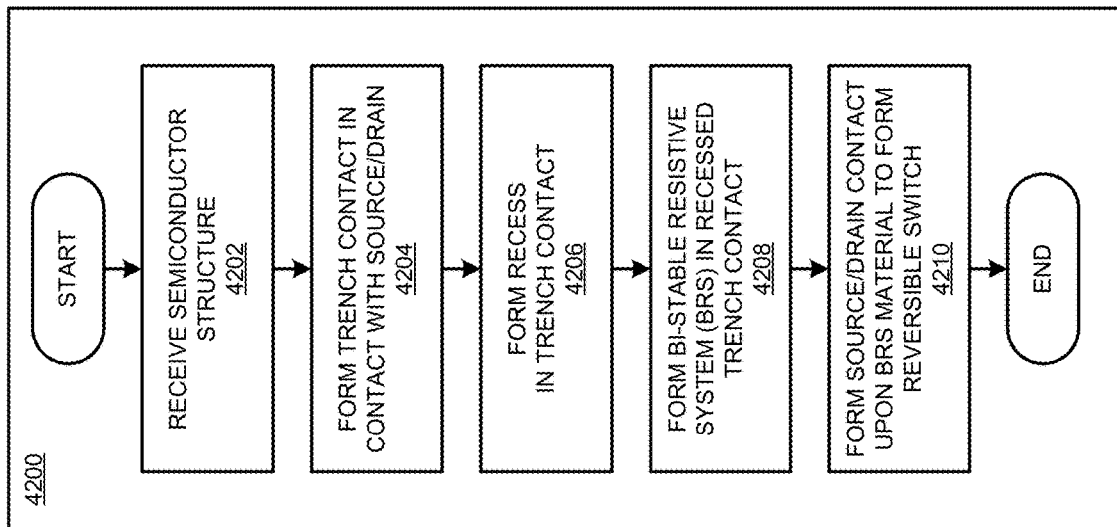 4200
START
RECEIVE SEMICONDUCTOR
STRUCTURE
4202
FORM TRENCH CONTACT IN
CONTACT WITH SOURCE/DRAIN
4204
FORM RECESS
IN TRENCH CONTACT
4206
FORM BI-STABLE RESISTIVE
SYSTEM (BRS) IN RECESSED
TRENCH CONTACT
4208
FORM SOURCE/DRAIN CONTACT
UPON BRS MATERIAL TO FORM
REVERSIBLE SWITCH
4210
END